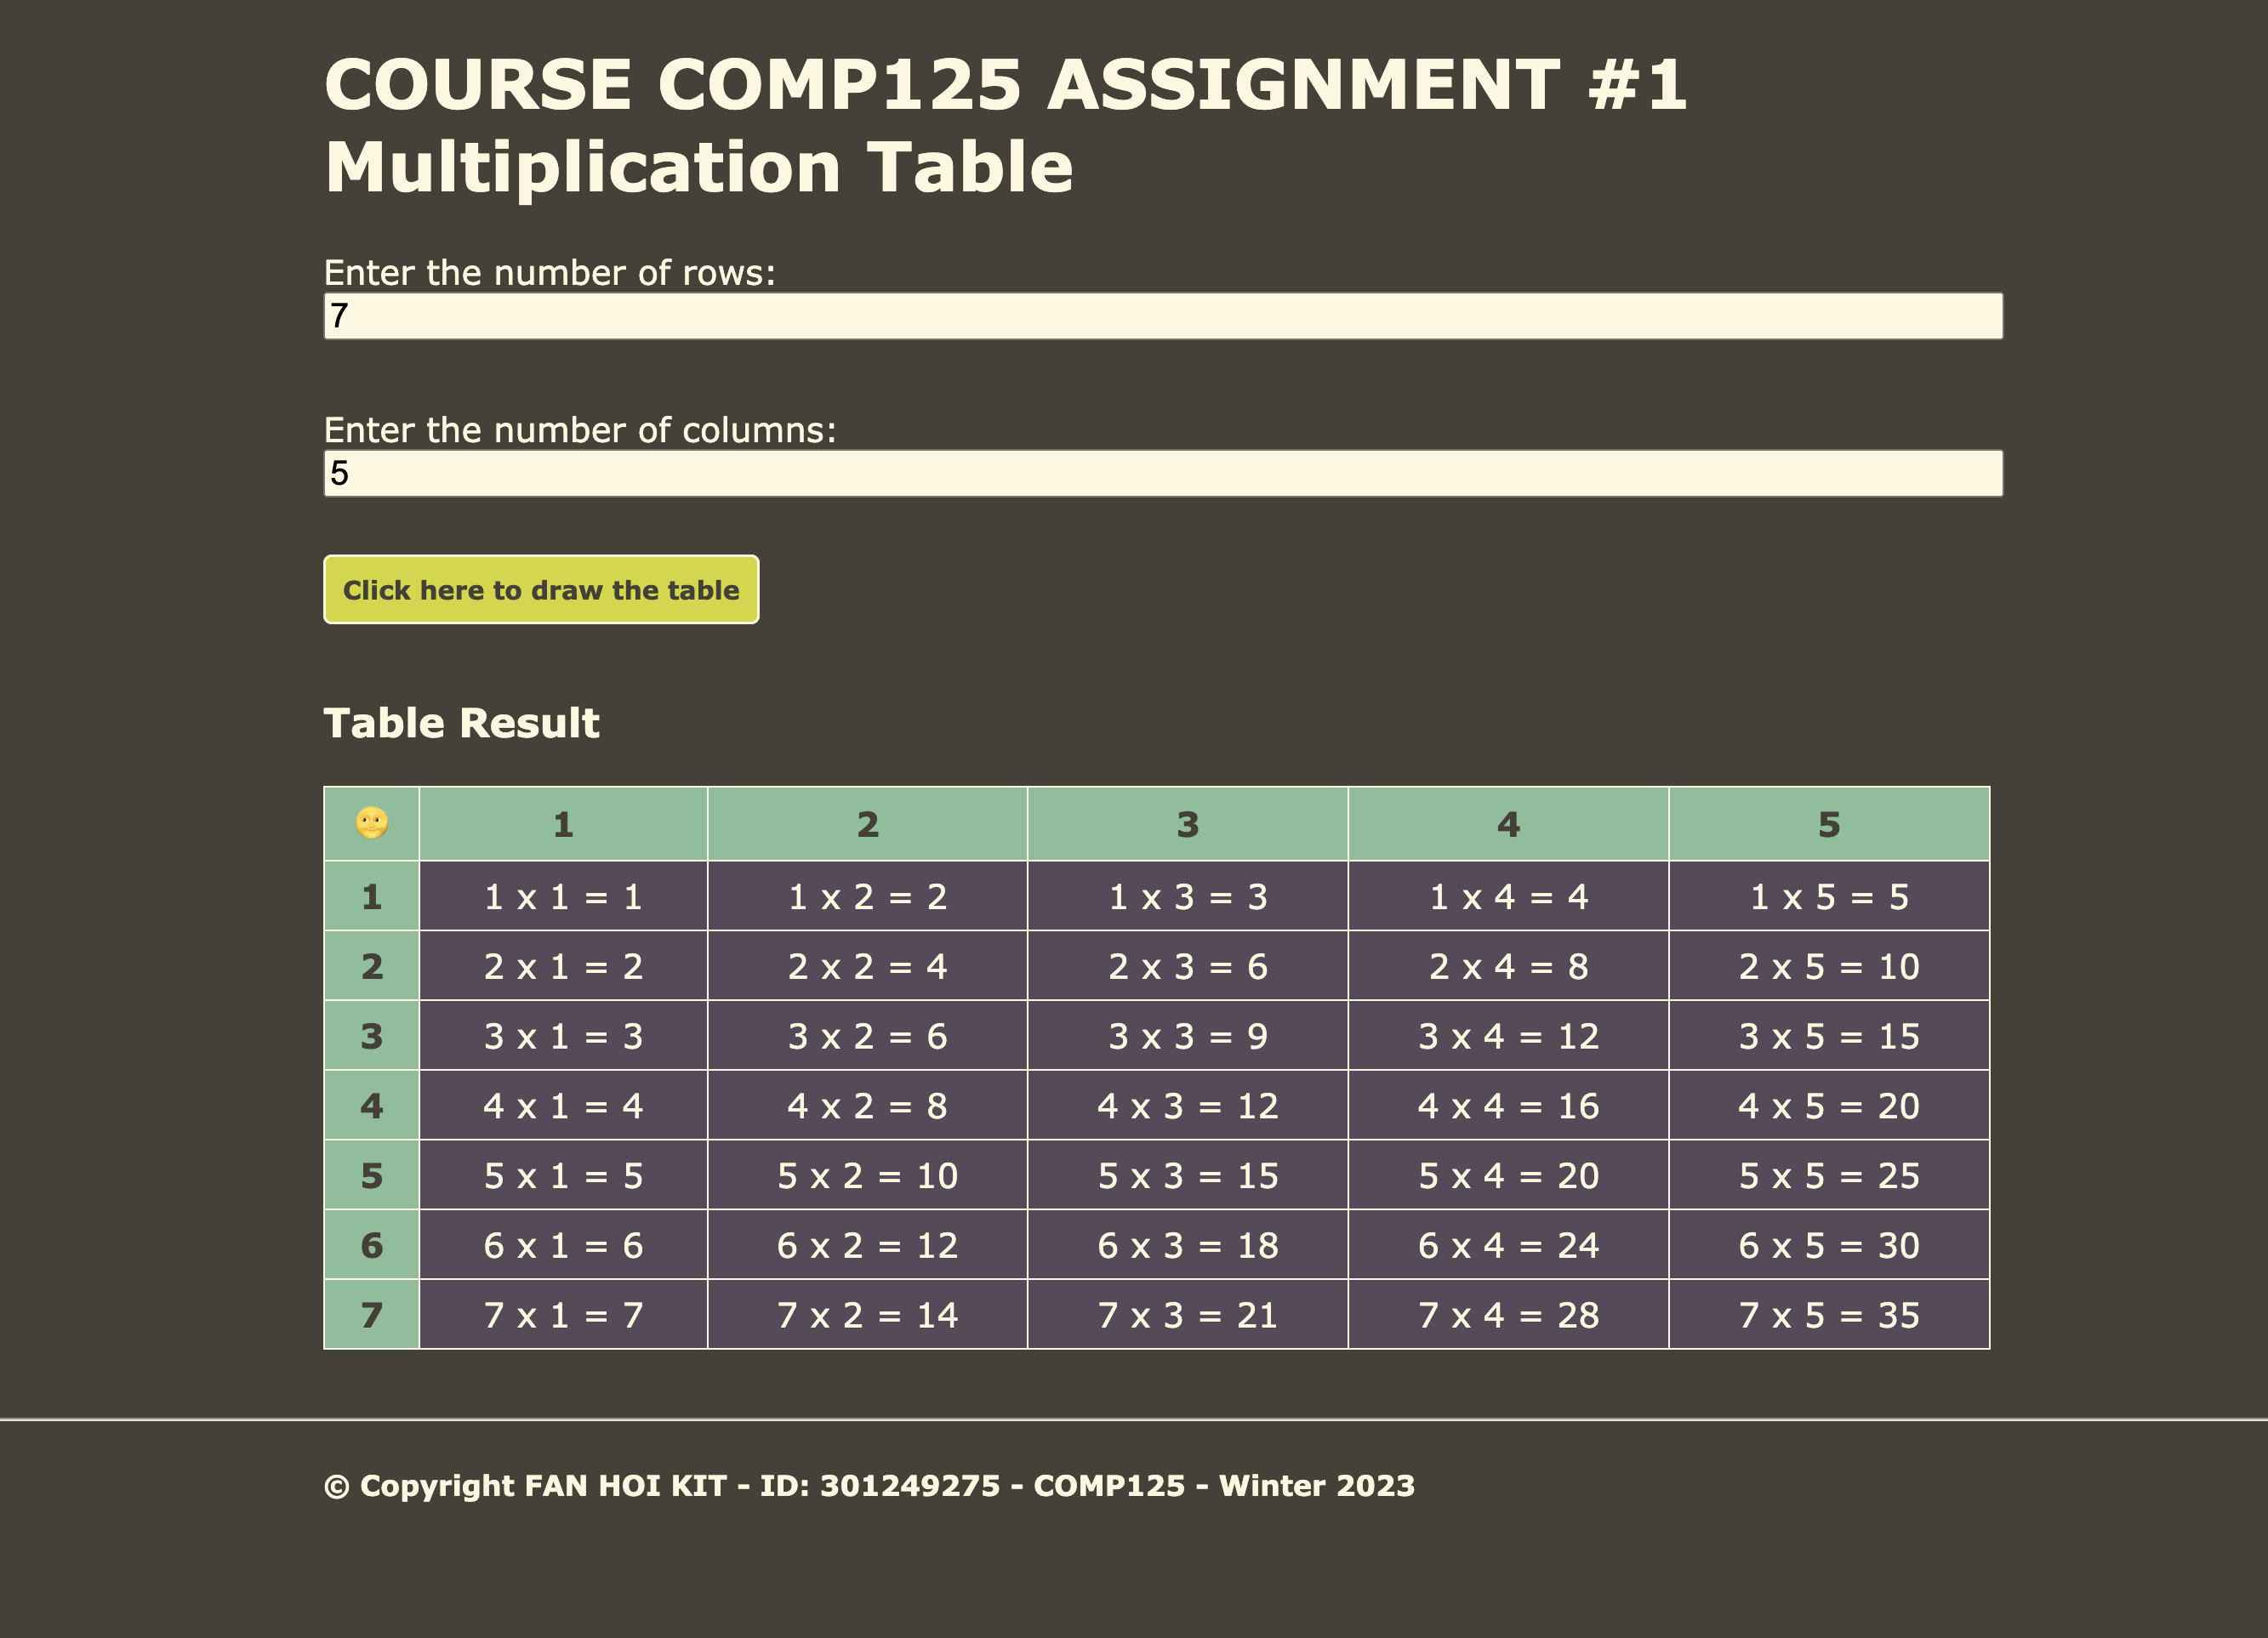 COURSE COMP125 ASSIGNMENT #1
Multiplication Table
Enter the number of rows:
7
Enter the number of columns:
5
Click here to draw the table
Table Result
🌝 1 2 3 4 5
1 1 x 1 = 1 1 x 2 = 2 1 x 3 = 3 1 x 4 = 4 1 x 5 = 5
2 2 x 1 = 2 2 x 2 = 4 2 x 3 = 6 2 x 4 = 8 2 x 5 = 10
3 3 x 1 = 3 3 x 2 = 6 3 x 3 = 9 3 x 4 = 12 3 x 5 = 15
4 4 x 1 = 4 4 x 2 = 8 4 x 3 = 12 4 x 4 = 16 4 x 5 = 20
5 5 x 1 = 5 5 x 2 = 10 5 x 3 = 15 5 x 4 = 20 5 x 5 = 25
6 6 x 1 = 6 6 x 2 = 12 6 x 3 = 18 6 x 4 = 24 6 x 5 = 30
7 7 x 1 = 7 7 x 2 = 14 7 x 3 = 21 7 x 4 = 28 7 x 5 = 35
© Copyright FAN HOI KIT - ID: 301249275 - COMP125 - Winter 2023